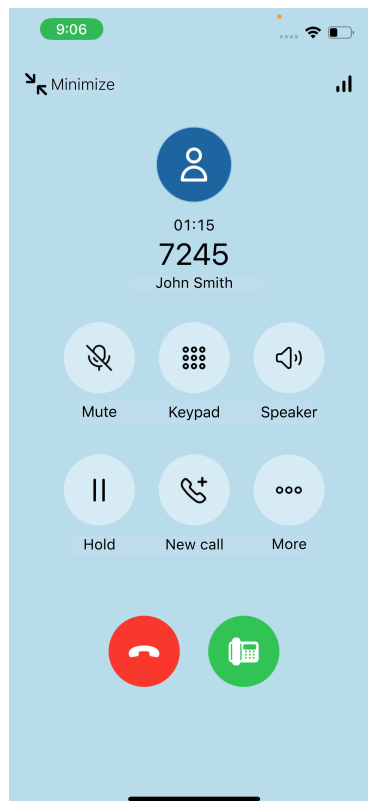 9:06
Minimize
01:15
7245
John Smith
Mute Keypad Speaker
Hold New call More